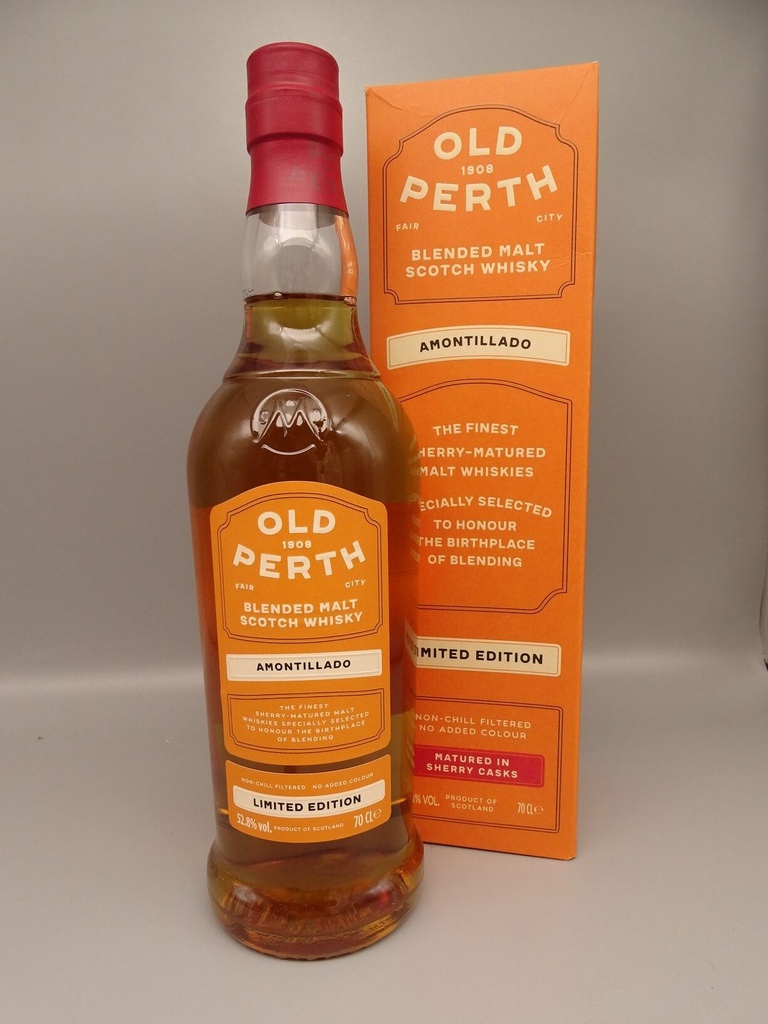 OLD
1908
PERTH
FAIR CITY
BLENDED MALT
SCOTCH WHISKY
AMONTILLADO
THE FINEST
SHERRY-MATURED MALT
WHISKIES SPECIALLY SELECTED
TO HONOUR THE BIRTHPLACE
OF BLENDING
NON-CHILL FILTERED NO ADDED COLOUR
LIMITED EDITION
52.8% vol. PRODUCT OF SCOTLAND 70 CL e
OLD
1908
PERTH
FAIR CITY
BLENDED MALT
SCOTCH WHISKY
AMONTILLADO
THE FINEST
HERRY-MATURED
MALT WHISKIES
ECIALLY SELECTED
TO HONOUR
THE BIRTHPLACE
OF BLENDING
MITED EDITION
NON-CHILL FILTERED
NO ADDED COLOUR
MATURED IN
SHERRY CASKS
% VOL. PRODUCT OF
SCOTLAND 70 CL e